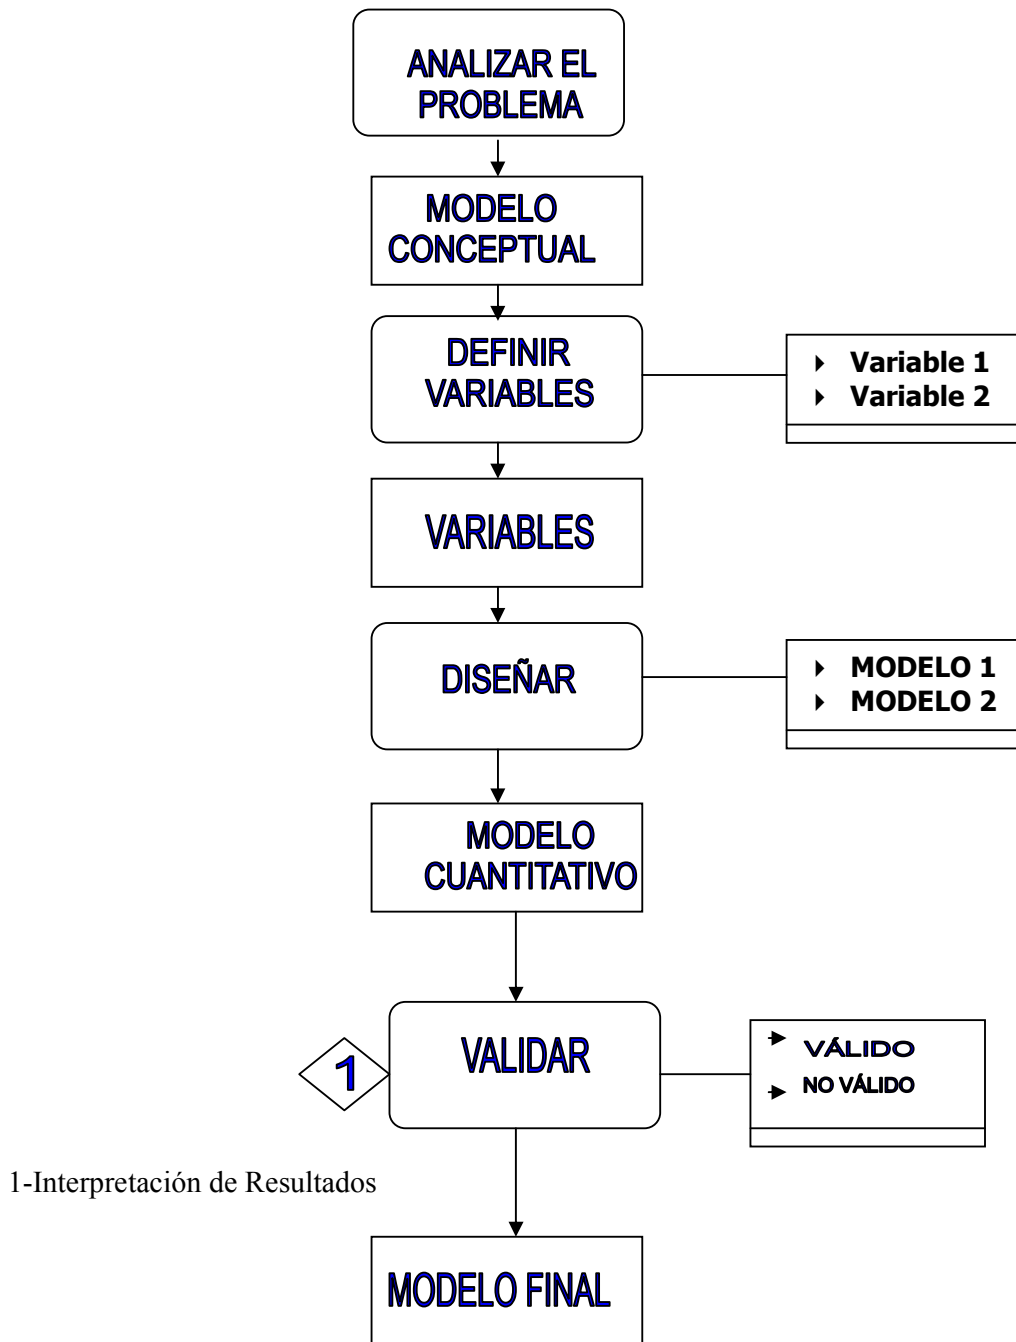 ANALIZAR EL
PROBLEMA
MODELO
CONCEPTUAL
DEFINIR
VARIABLES
Variable 1
Variable 2
VARIABLES
DISEÑAR
MODELO 1
MODELO 2
MODELO
CUANTITATIVO
VALIDAR
1
VÁLIDO
NO VÁLIDO
1-Interpretación de Resultados
MODELO FINAL